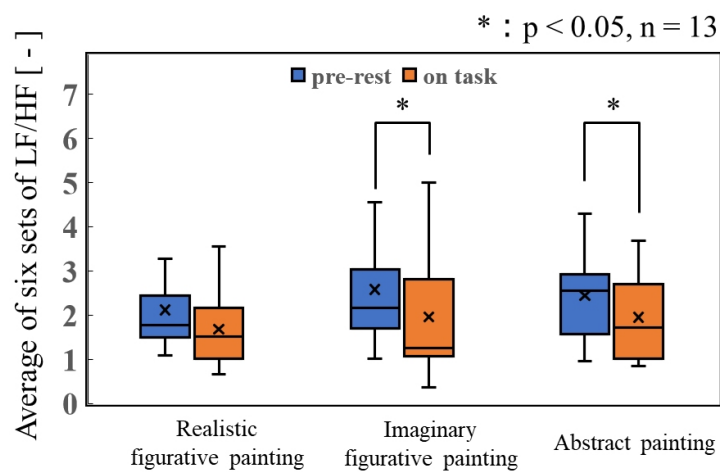 * : p < 0.05, n = 13
Average of six sets of LF/HF [ - ]
pre-rest on task
7
6
5
4
3
2
1
0
*
*
Realistic
figurative painting
Imaginary
figurative painting
Abstract painting